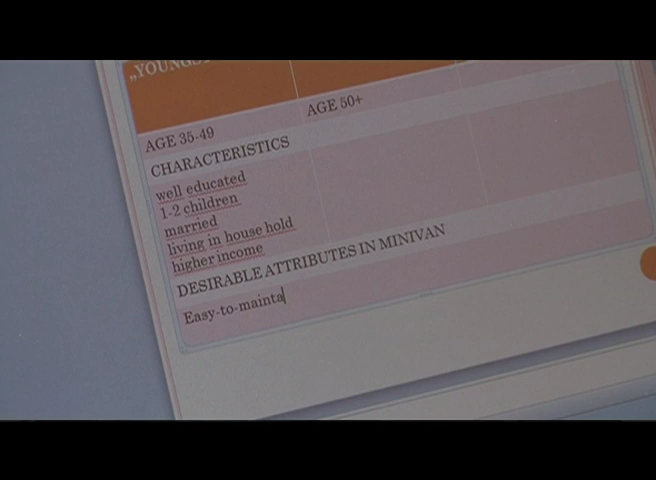 „YOUNGS
AGE 35-49
AGE 50+
CHARACTERISTICS
well educated
1-2 children
married
living in house hold
higher income
DESIRABLE ATTRIBUTES IN MINIVAN
Easy-to-mainta